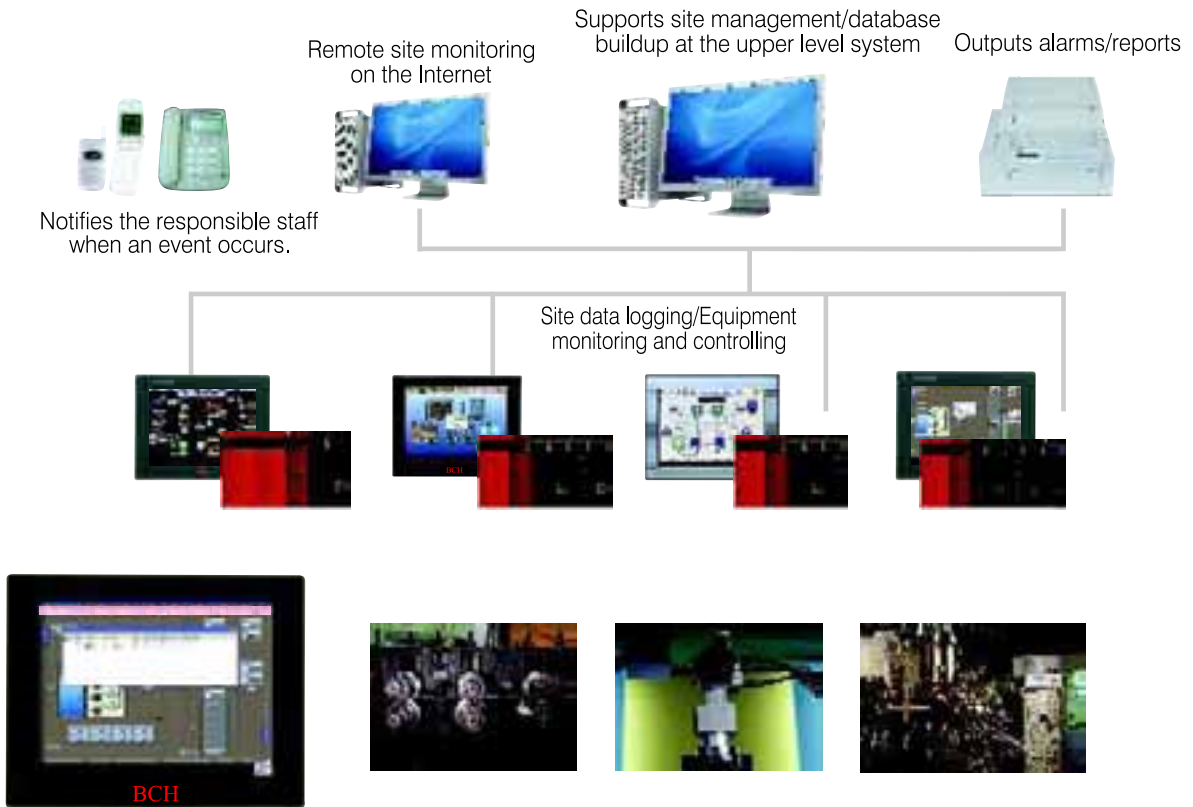 Supports site management/database
buildup at the upper level system
Remote site monitoring
on the Internet
Outputs alarms/reports
Notifies the responsible staff
when an event occurs.
Site data logging/Equipment
monitoring and controlling
BCH
BCH